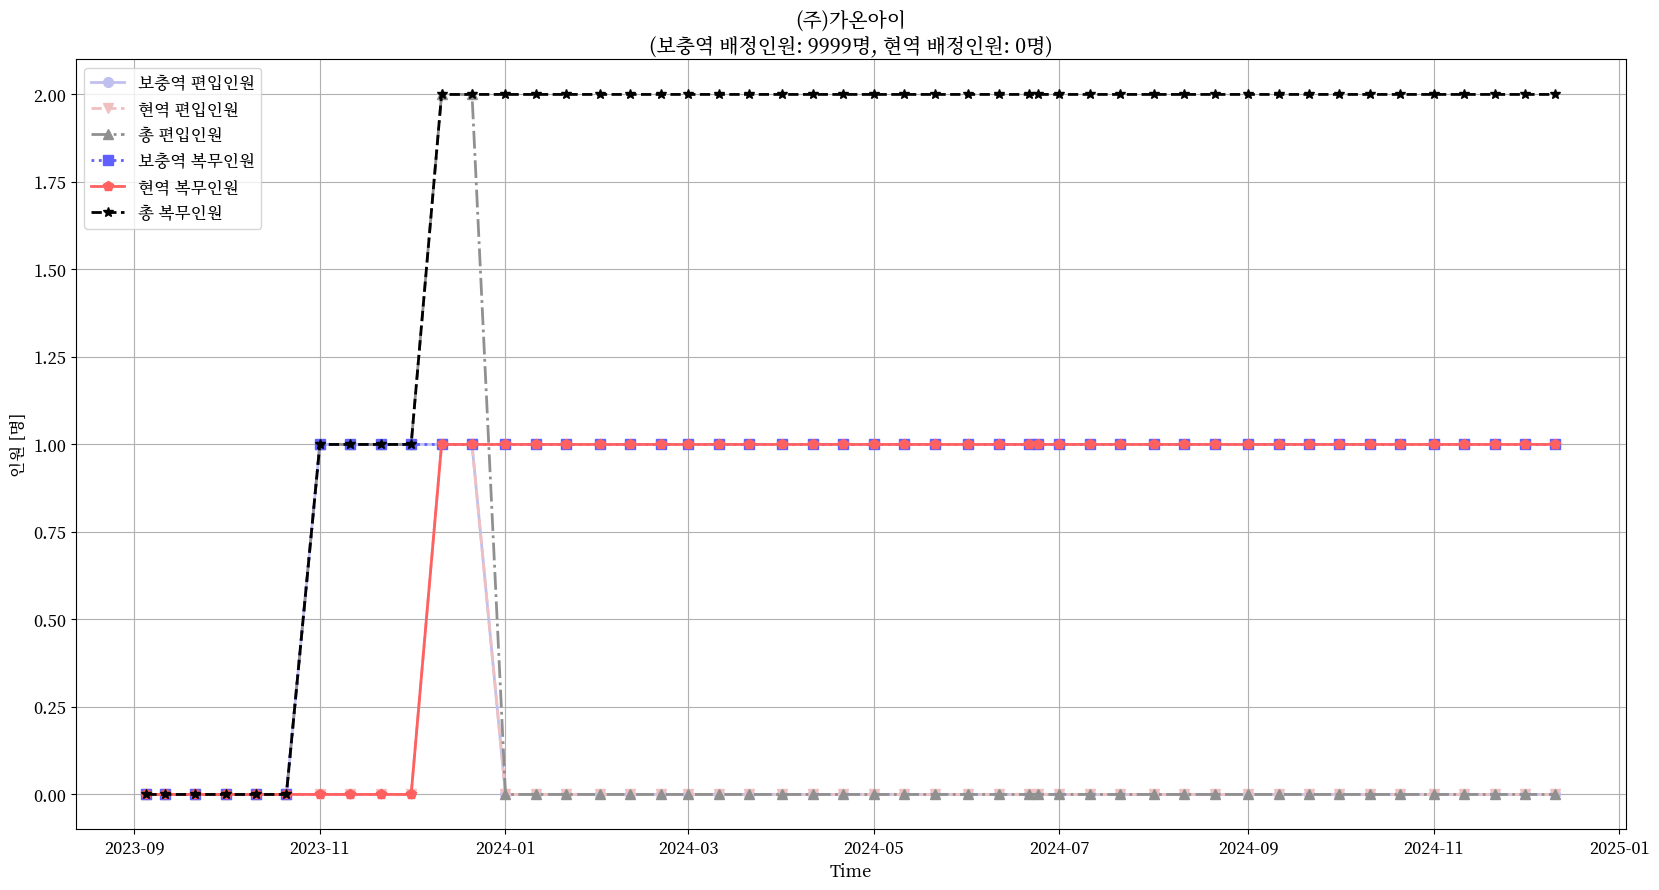 (주)가온아이
(보충역 배정인원: 9999명, 현역 배정인원: 0명)
보충역 편입인원
현역 편입인원
총 편입인원
보충역 복무인원
현역 복무인원
총 복무인원
2.00
1.75
1.50
1.25
1.00
0.75
0.50
0.25
0.00
인원 [명]
2023-09 2023-11 2024-01 2024-03 2024-05 2024-07 2024-09 2024-11 2025-01
Time